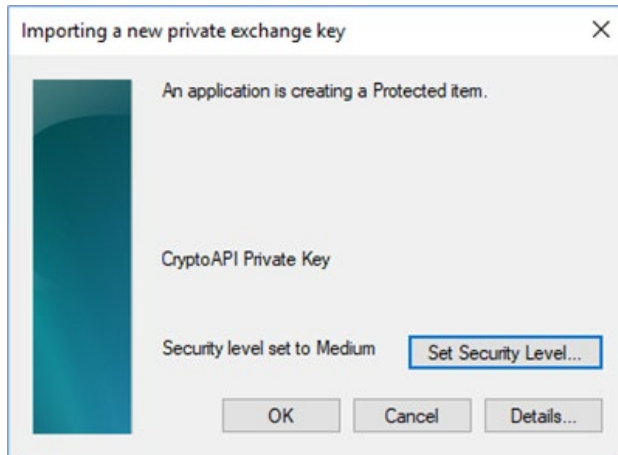 Importing a new private exchange key
An application is creating a Protected item.
CryptoAPI Private Key
Security level set to Medium
Set Security Level...
OK
Cancel
Details...